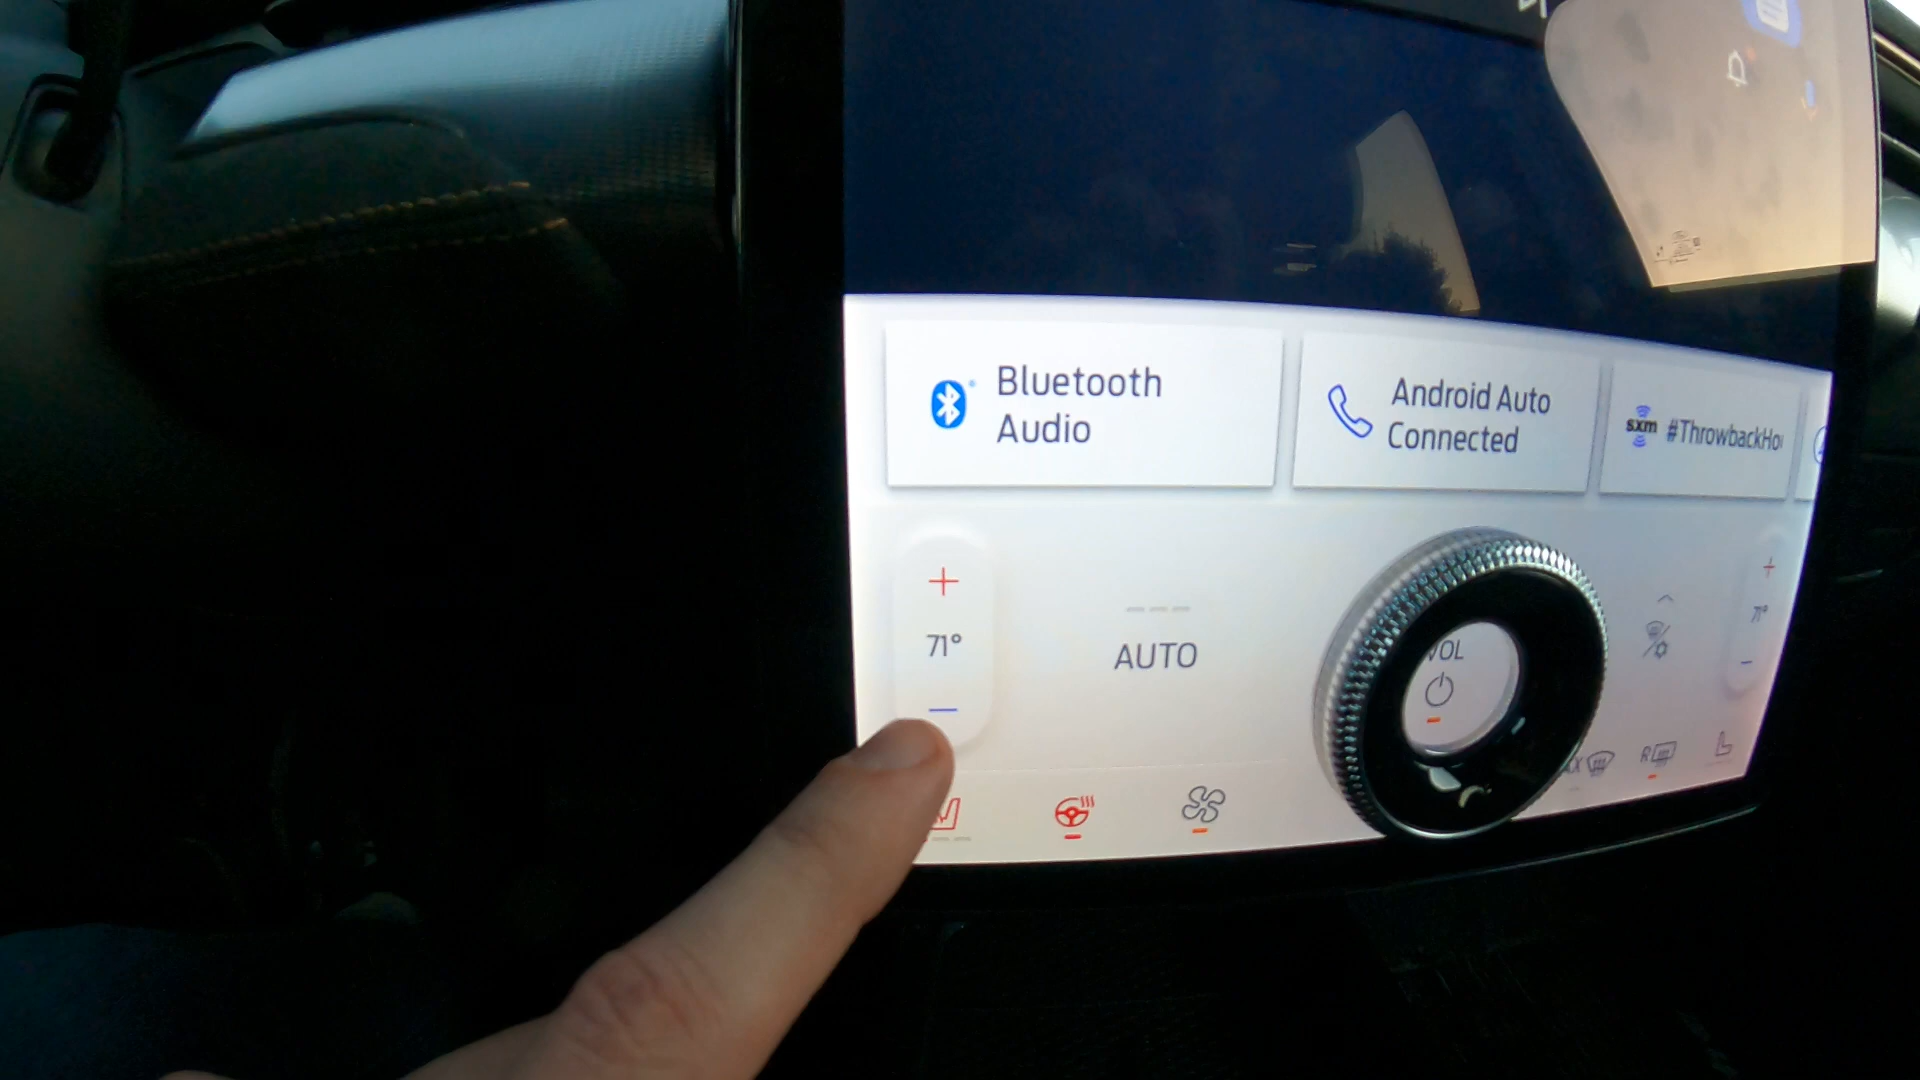 Bluetooth
Audio
Android Auto
Connected
sxm #ThrowbackHo
71°
AUTO
VOL
71°
R